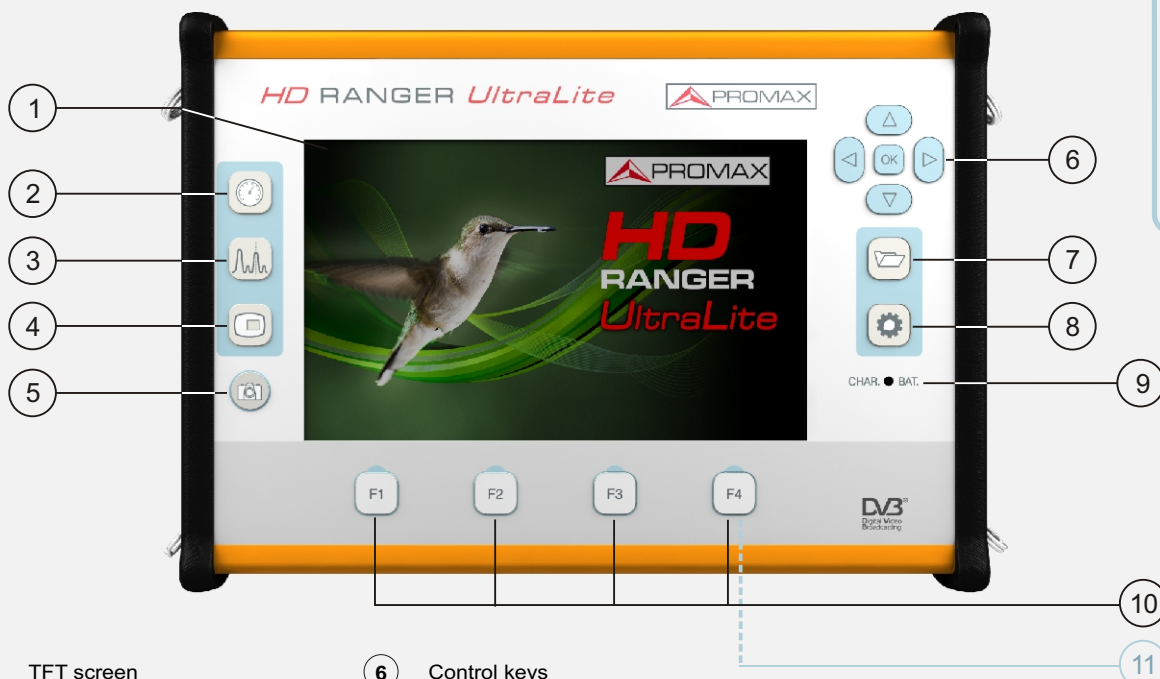 HD RANGER UltraLite
PROMAX
1
2
3
4
5
PROMAX
HD
RANGER
UltraLite
OK
6
7
8
CHAR. BAT.
9
F1
F2
F3
F4
DVB
Digital Video
Broadcasting
10
11
TFT screen
6 Control keys